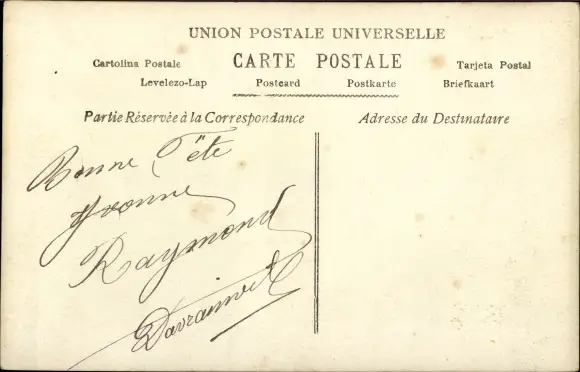 UNION POSTALE UNIVERSELLE
Cartolina Postale CARTE POSTALE Tarjeta Postal
Levelezo-Lap Postcard Postkarte Briefkaart
Partie Réservée à la Correspondance Adresse du Destinataire
Bonne Fête
Yvonne
Raymond